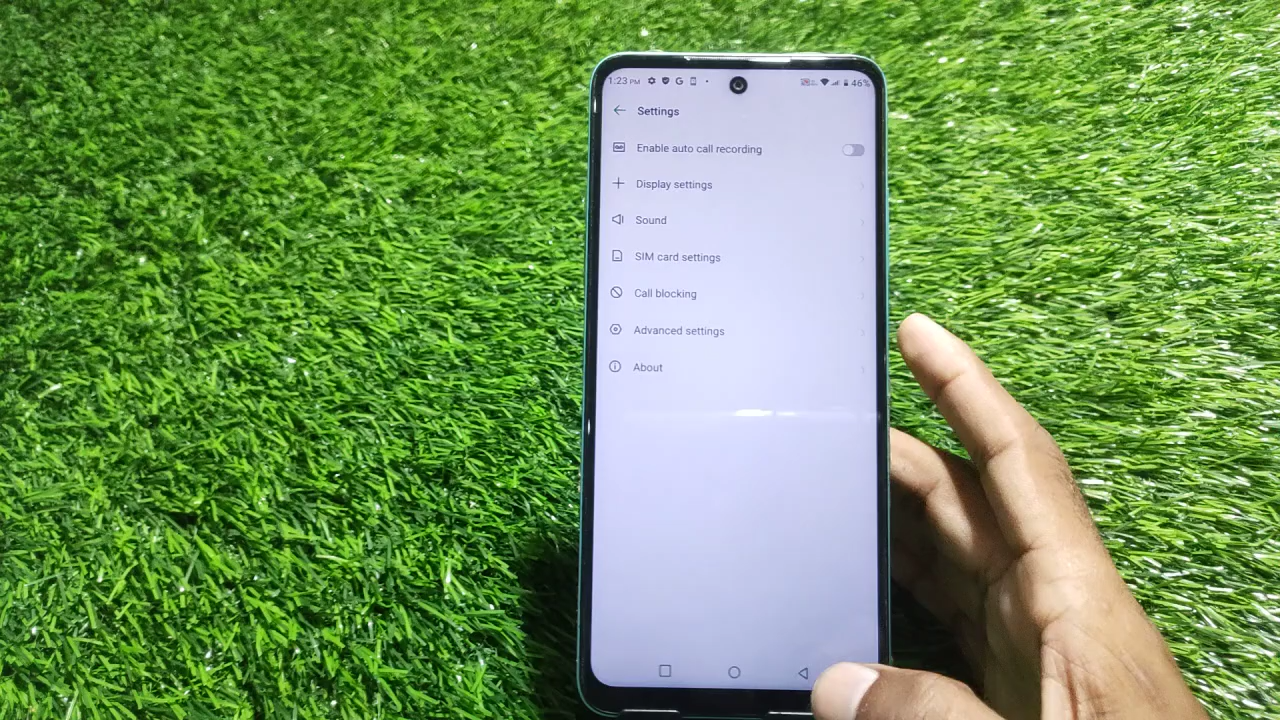 1:23 PM G 46%
Settings
Enable auto call recording
Display settings
Sound
SIM card settings
Call blocking
Advanced settings
About